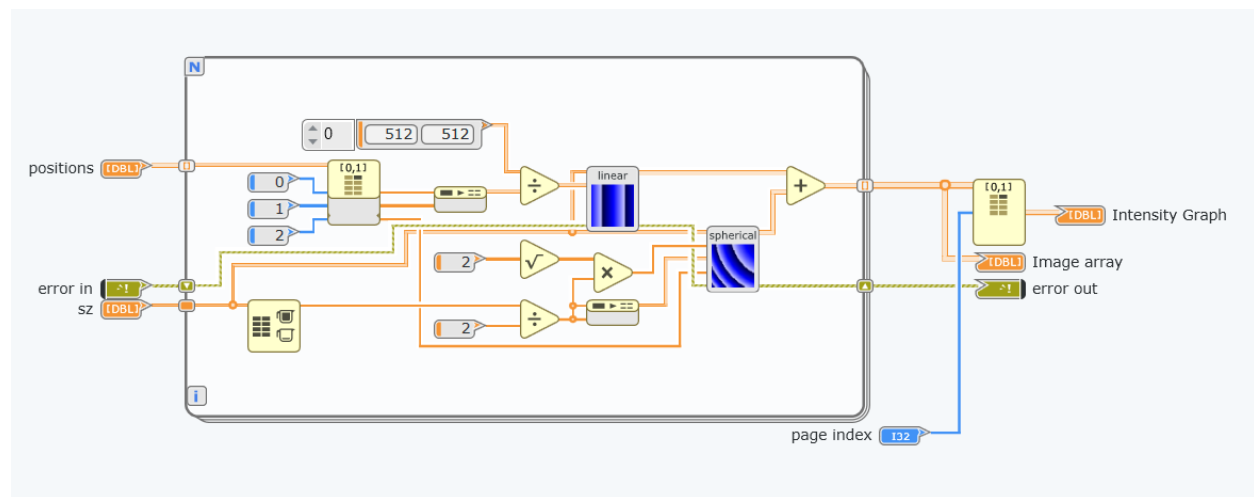 N
0
512 512
[0,1]
positions
[DBL]
0
1
2
linear
+
÷
[0,1]
[DBL]
Intensity Graph
spherical
2
√
×
[DBL]
Image array
error in
error out
sz
[DBL]
2
÷
i
page index
I32